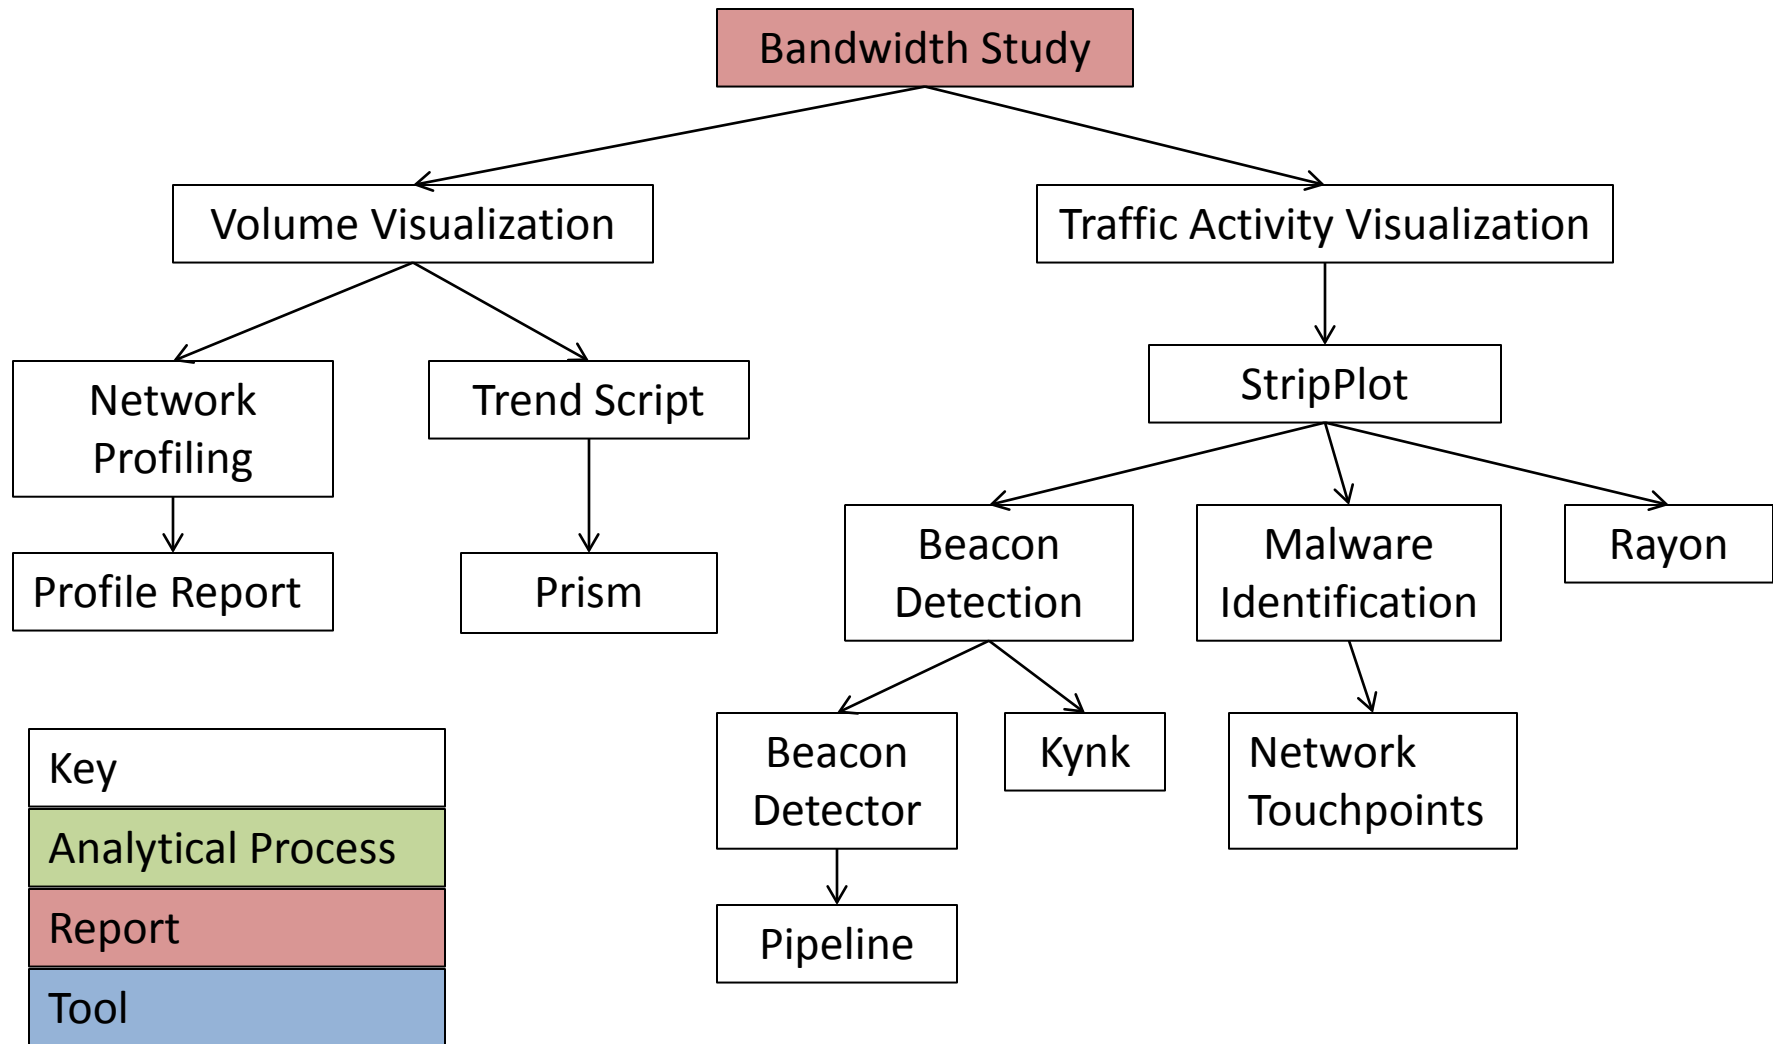 Bandwidth Study
Volume Visualization
Traffic Activity Visualization
Network
Profiling
Trend Script
StripPlot
Profile Report
Prism
Beacon
Detection
Malware
Identification
Rayon
Beacon
Detector
Kynk
Network
Touchpoints
Pipeline
Key
Analytical Process
Report
Tool